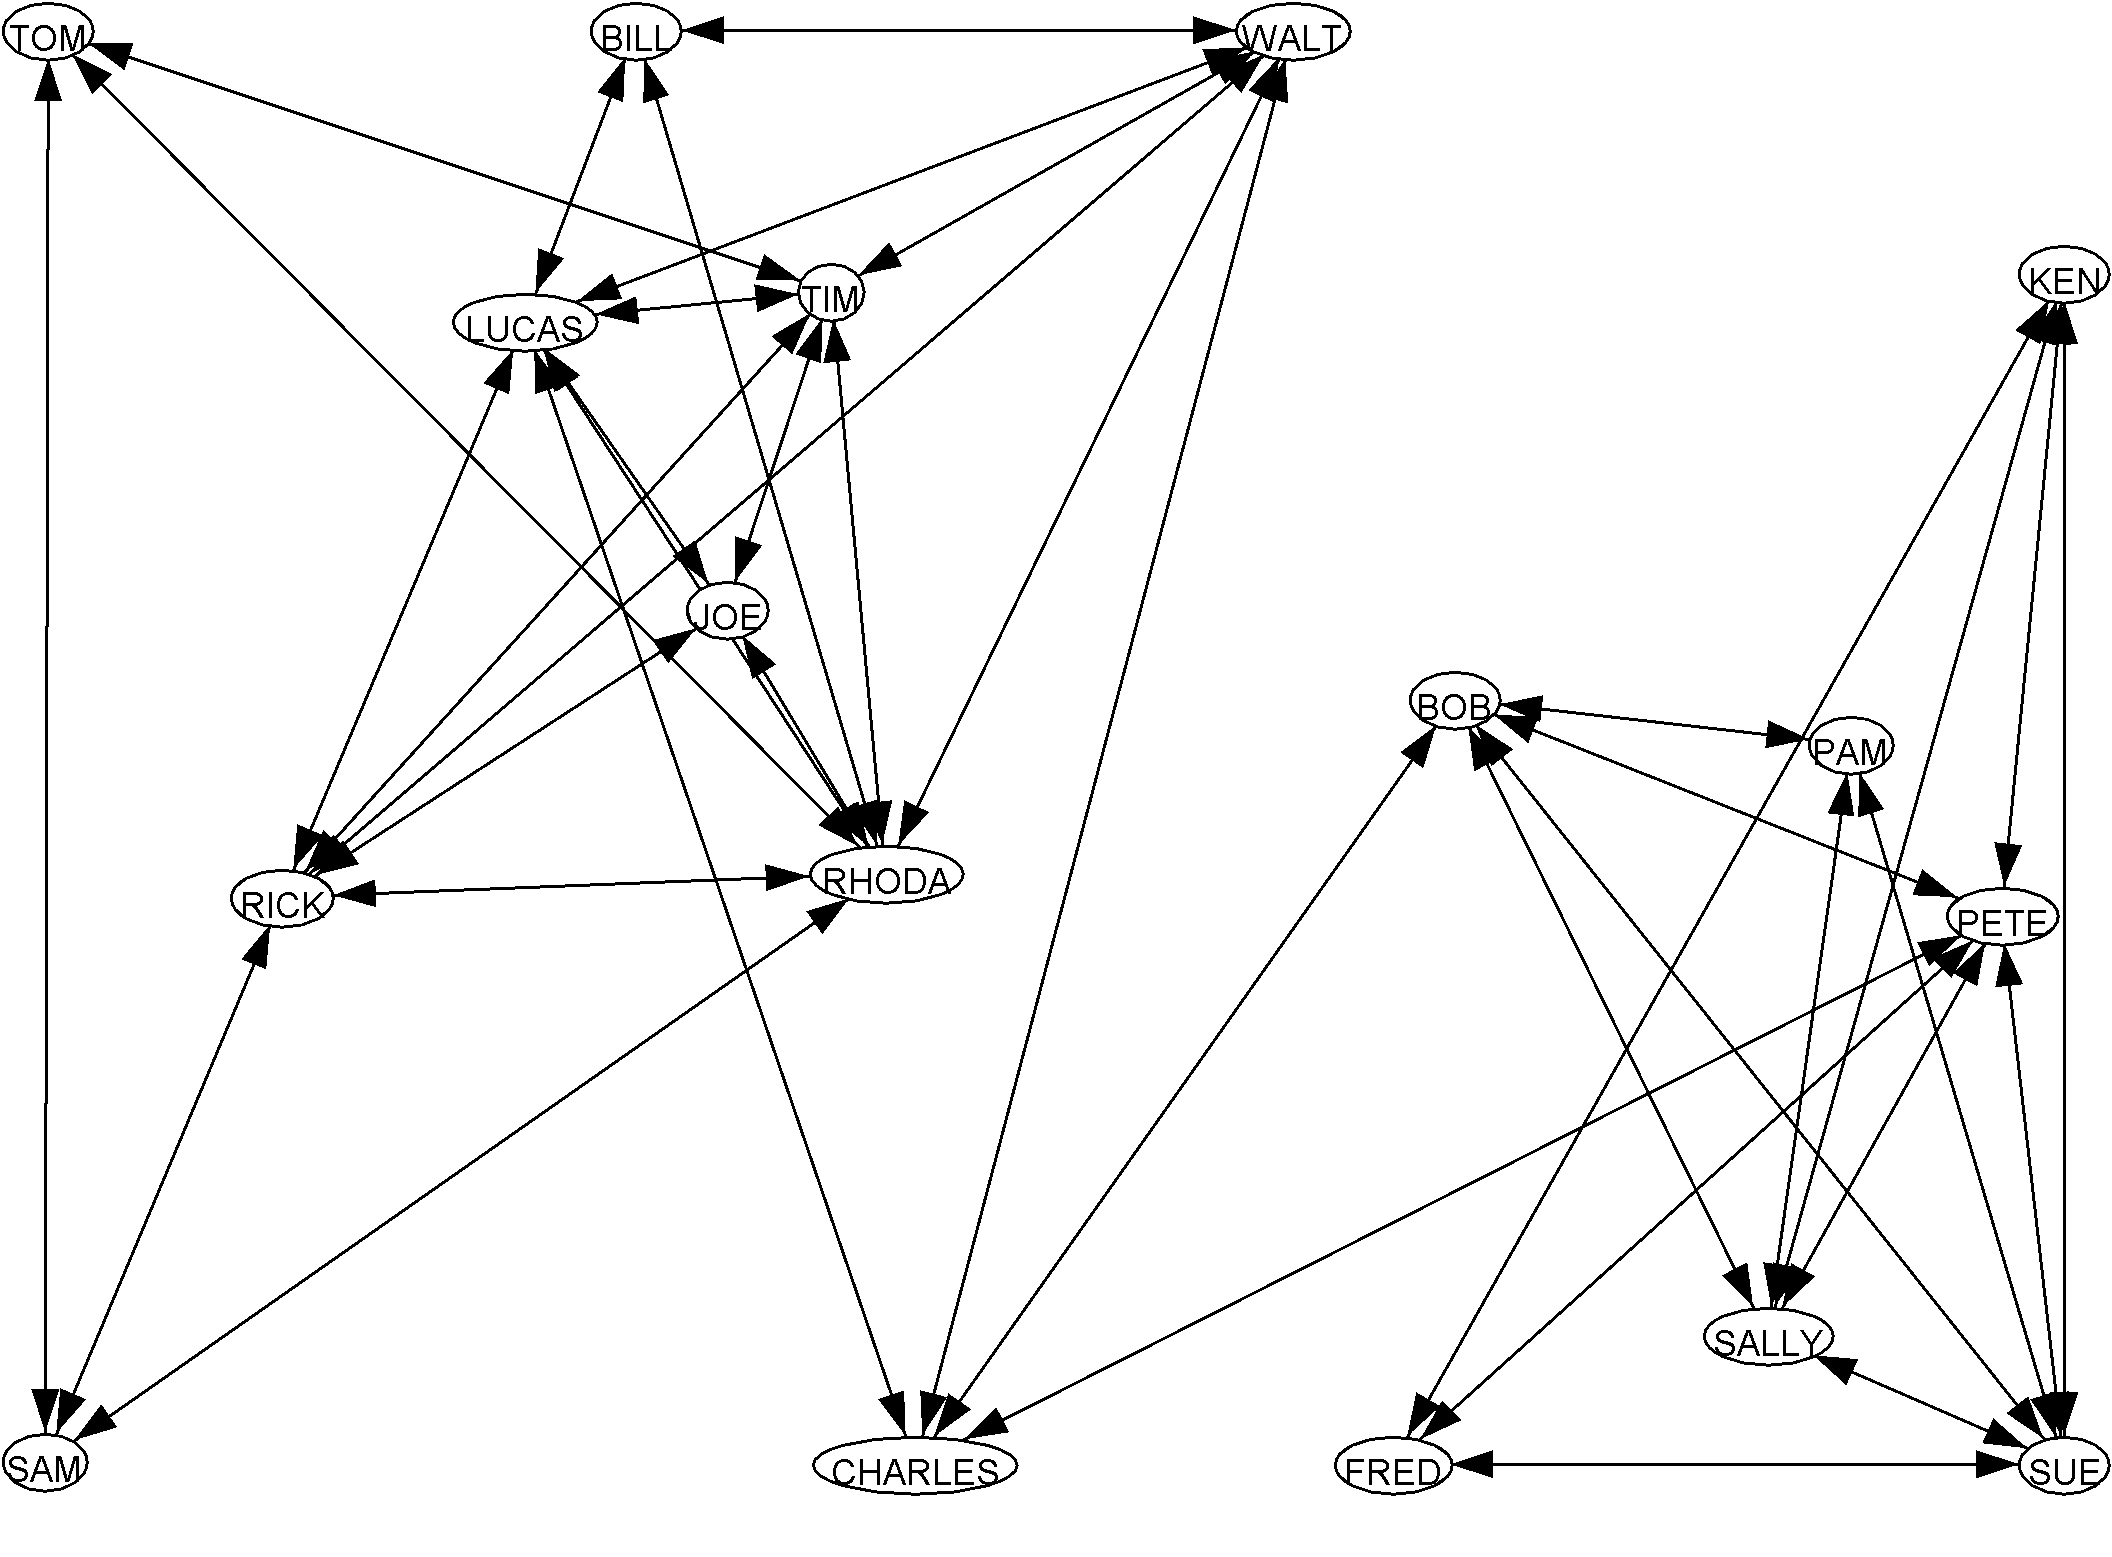 TOM
BILL
WALT
KEN
TIM
LUCAS
JOE
BOB
PAM
RHODA
RICK
PETE
SALLY
SAM
CHARLES
FRED
SUE